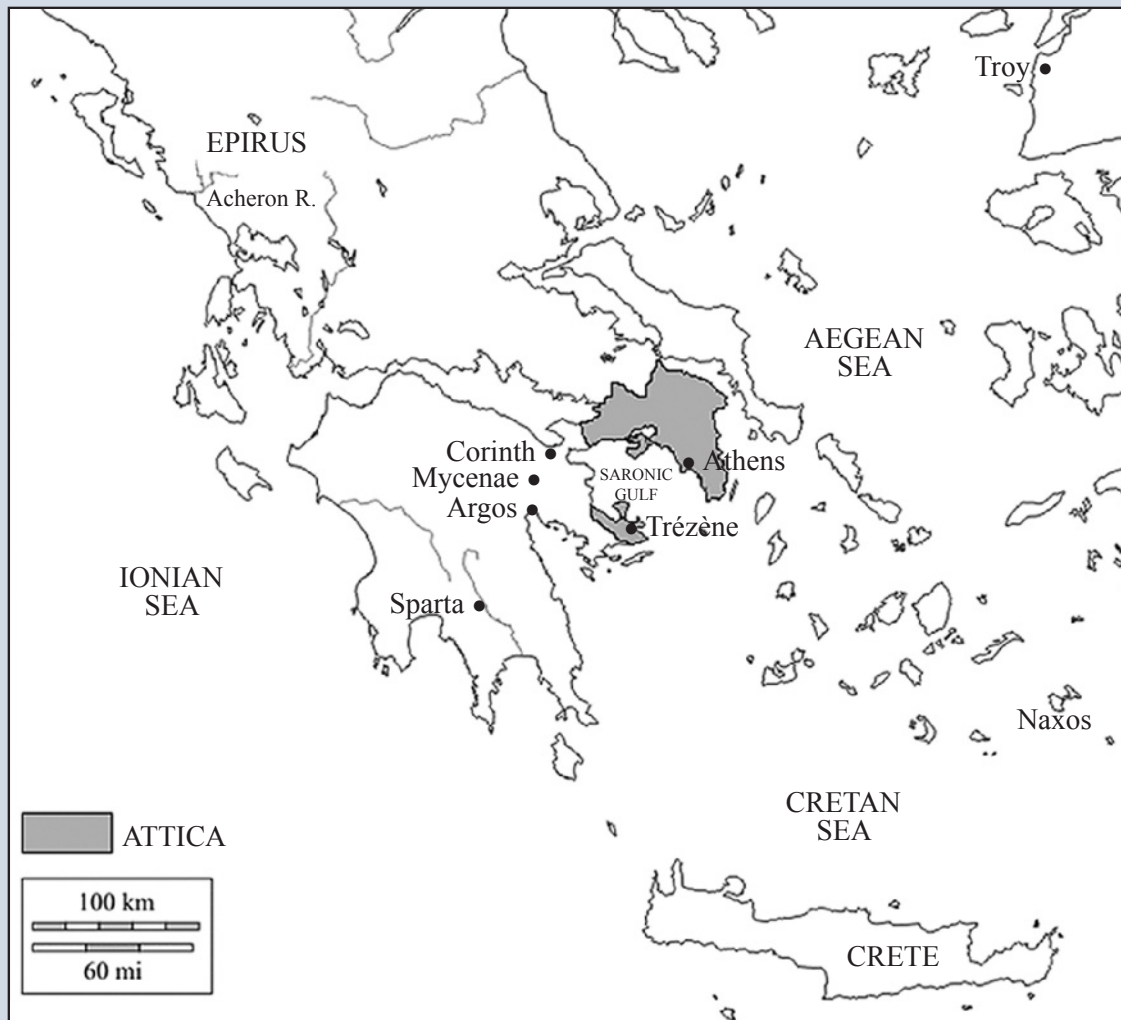 Troy
EPIRUS
Acheron R.
AEGEAN
SEA
Corinth
Athens
Mycenae
SARONIC
GULF
Argos
Trézène
IONIAN
SEA
Sparta
Naxos
CRETAN
SEA
ATTICA
100 km
60 mi
CRETE